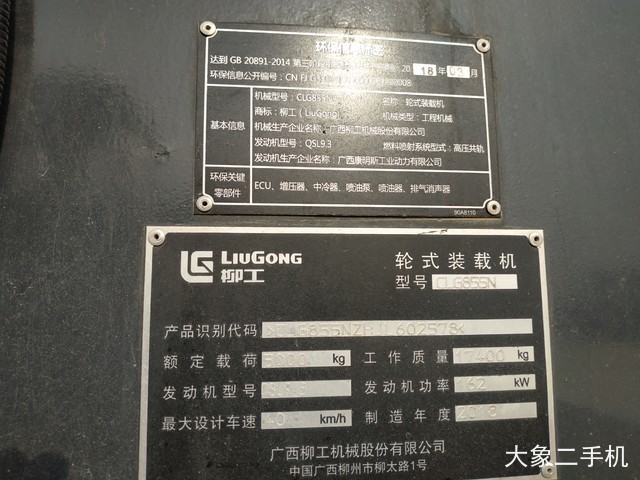 达到 GB 20891-2014 第三阶段 20 18 年 03 月
环保信息公开编号: CN FJ
机械型号: CLG855N 名称: 轮式装载机
商标: 柳工 (LiuGong) 机械类型: 工程机械
基本信息
机械生产企业名称: 广西柳工机械股份有限公司
发动机型号: QSL9.3 燃料喷射系统型式: 高压共轨
发动机生产企业名称: 广西康明斯工业动力有限公司
环保关键
零部件
ECU、增压器、中冷器、喷油泵、喷油器、排气消声器
90A8110
LIUGONG
柳工
轮式装载机
型号 CLG855N
产品识别代码
额定载荷 kg 工作质量 17400 kg
发动机型号 发动机功率 162 kW
最大设计车速 40 km/h 制造年度 2018
广西柳工机械股份有限公司
中国广西柳州市柳太路1号
大象二手机